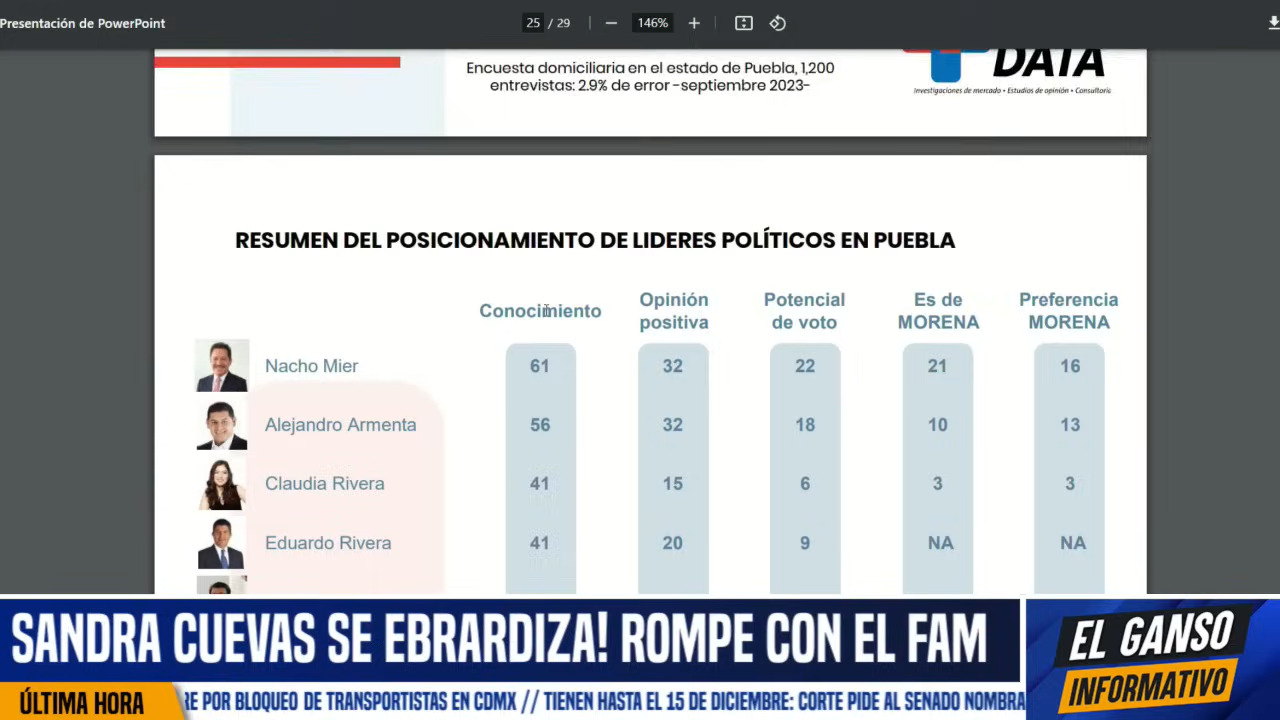 Presentación de PowerPoint
25 / 29
146%
Encuesta domiciliaria en el estado de Puebla, 1,200
entrevistas: 2.9% de error -septiembre 2023-
DATA
Investigaciones de mercado • Estudios de opinión • Consultoría
RESUMEN DEL POSICIONAMIENTO DE LIDERES POLÍTICOS EN PUEBLA
Conocimiento Opinión positiva Potencial de voto Es de MORENA Preferencia MORENA
Nacho Mier 61 32 22 21 16
Alejandro Armenta 56 32 18 10 13
Claudia Rivera 41 15 6 3 3
Eduardo Rivera 41 20 9 NA NA
SANDRA CUEVAS SE EBRARDIZA! ROMPE CON EL FAM
EL GANSO
INFORMATIVO
ÚLTIMA HORA
RE POR BLOQUEO DE TRANSPORTISTAS EN CDMX // TIENEN HASTA EL 15 DE DICIEMBRE: CORTE PIDE AL SENADO NOMBRA